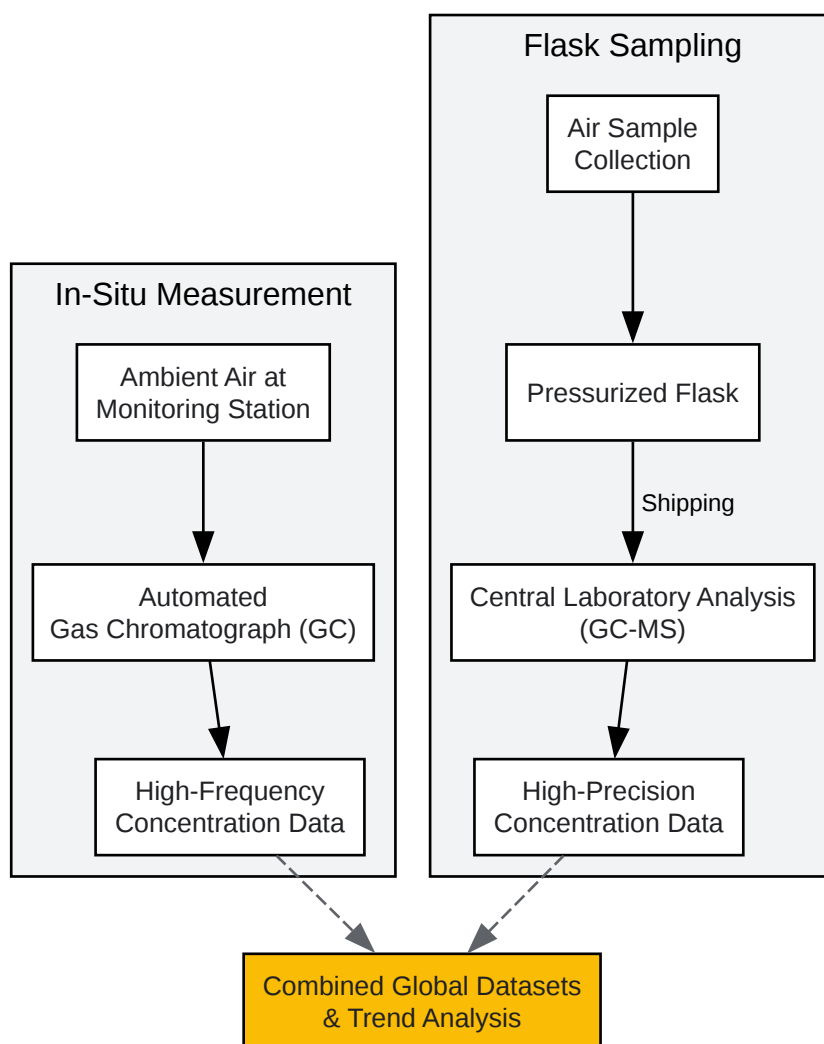 Flask Sampling
Air Sample
Collection
Pressurized Flask
Shipping
Central Laboratory Analysis
(GC-MS)
High-Precision
Concentration Data
In-Situ Measurement
Ambient Air at
Monitoring Station
Automated
Gas Chromatograph (GC)
High-Frequency
Concentration Data
Combined Global Datasets
& Trend Analysis